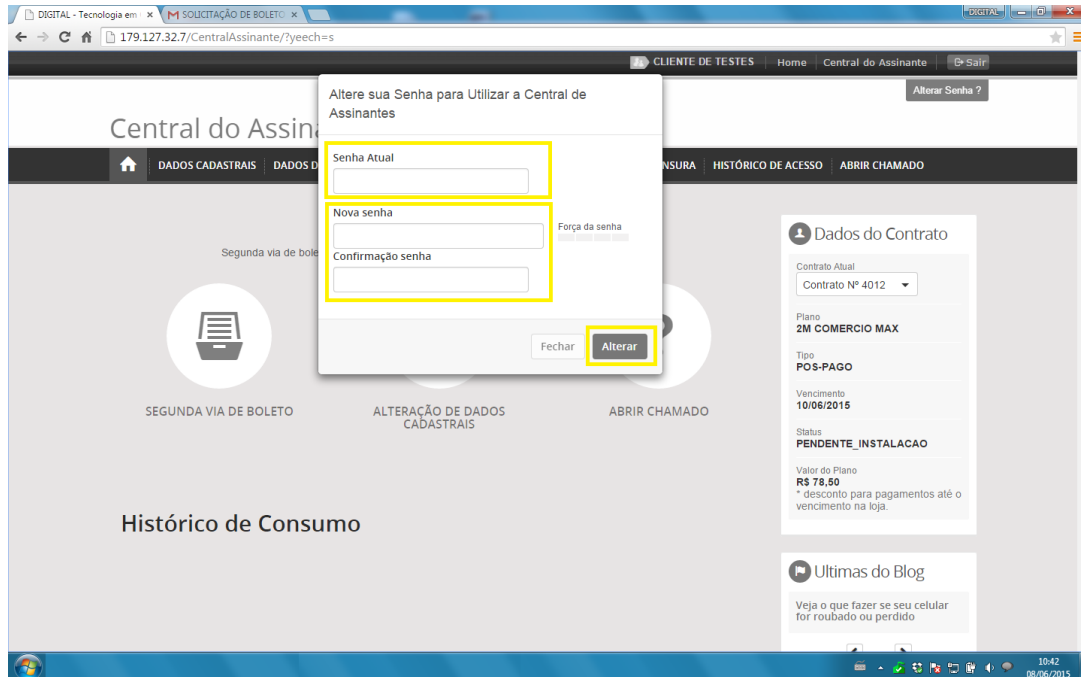 DIGITAL - Tecnologia em
SOLICITAÇÃO DE BOLETO
DIGITAL
179.127.32.7/CentralAssinante/?yeech=s
CLIENTE DE TESTES
Home
Central do Assinante
Sair
Alterar Senha ?
Central do Assina
DADOS CADASTRAIS
DADOS D
NSURA
HISTÓRICO DE ACESSO
ABRIR CHAMADO
Altere sua Senha para Utilizar a Central de
Assinantes
Senha Atual
Nova senha
Força da senha
Confirmação senha
Fechar
Alterar
Segunda via de bole
SEGUNDA VIA DE BOLETO
ALTERAÇÃO DE DADOS
CADASTRAIS
ABRIR CHAMADO
Histórico de Consumo
Dados do Contrato
Contrato Atual
Contrato Nº 4012
Plano
2M COMERCIO MAX
Tipo
POS-PAGO
Vencimento
10/06/2015
Status
PENDENTE_INSTALACAO
Valor do Plano
R$ 78,50
* desconto para pagamentos até o
vencimento na loja.
Ultimas do Blog
Veja o que fazer se seu celular
for roubado ou perdido
10:42
08/06/2015